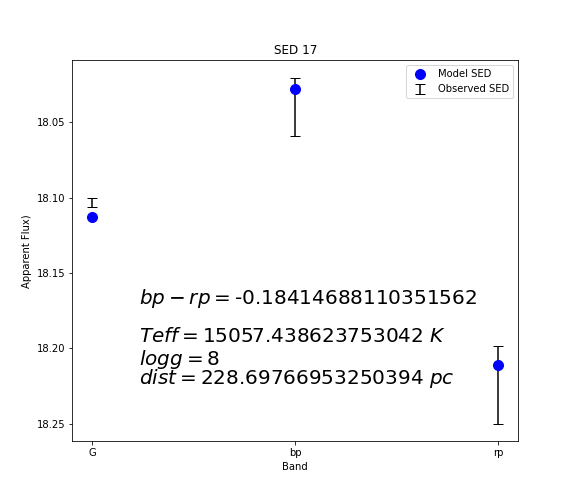 SED 17
Model SED
Observed SED
18.05
18.10
18.15
18.20
18.25
Apparent Flux)
bp − rp = -0.18414688110351562
Teff = 15057.438623753042 K
logg = 8
dist = 228.69766953250394 pc
G bp rp
Band